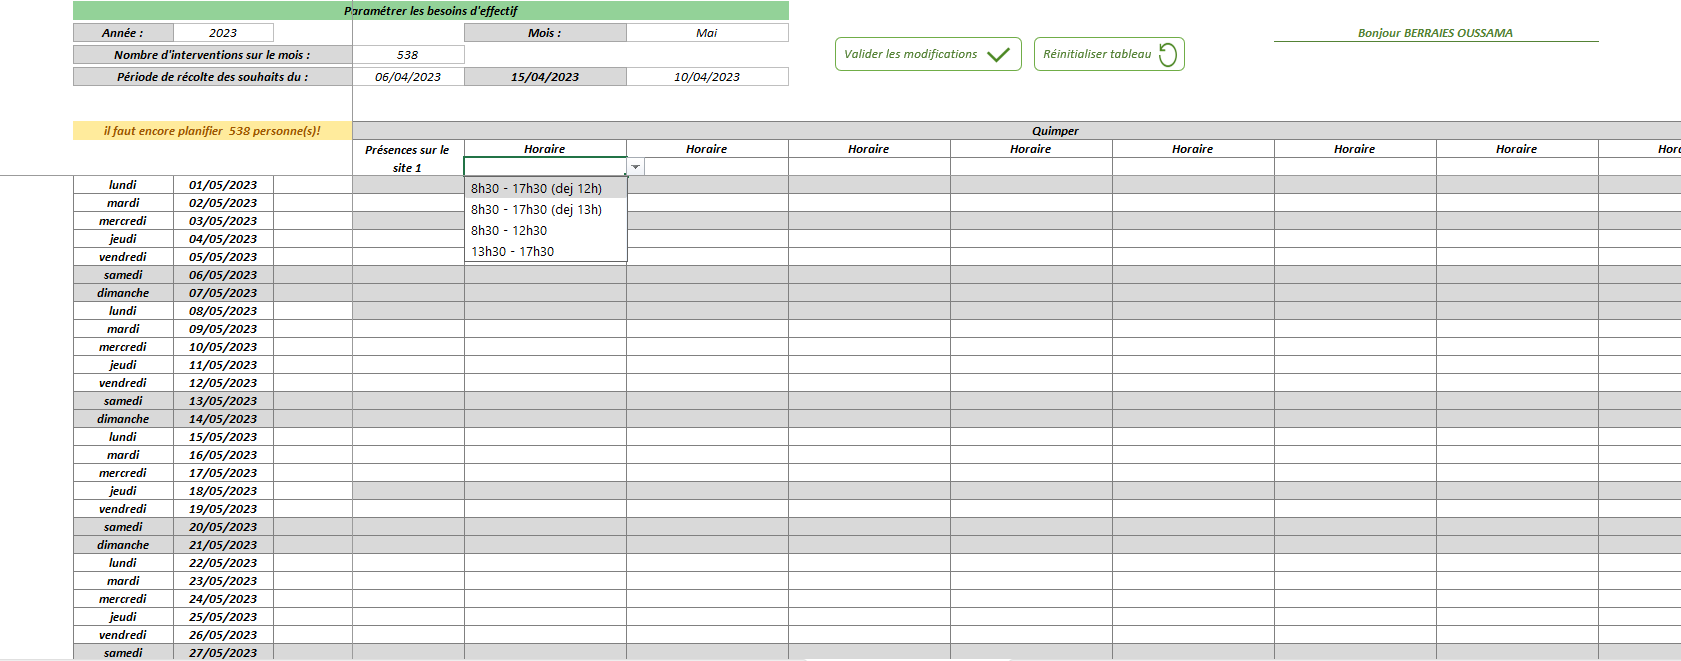 Paramétrer les besoins d'effectif
Année : 2023 Mois : Mai
Bonjour BERRAIES OUSSAMA
Nombre d'interventions sur le mois : 538
Valider les modifications Réinitialiser tableau
Période de récolte des souhaits du : 06/04/2023 15/04/2023 10/04/2023
il faut encore planifier 538 personne(s)! Quimper
Présences sur le site 1 Horaire Horaire Horaire Horaire Horaire Horaire Horaire
8h30 - 17h30 (dej 12h)
8h30 - 17h30 (dej 13h)
8h30 - 12h30
13h30 - 17h30
lundi 01/05/2023
mardi 02/05/2023
mercredi 03/05/2023
jeudi 04/05/2023
vendredi 05/05/2023
samedi 06/05/2023
dimanche 07/05/2023
lundi 08/05/2023
mardi 09/05/2023
mercredi 10/05/2023
jeudi 11/05/2023
vendredi 12/05/2023
samedi 13/05/2023
dimanche 14/05/2023
lundi 15/05/2023
mardi 16/05/2023
mercredi 17/05/2023
jeudi 18/05/2023
vendredi 19/05/2023
samedi 20/05/2023
dimanche 21/05/2023
lundi 22/05/2023
mardi 23/05/2023
mercredi 24/05/2023
jeudi 25/05/2023
vendredi 26/05/2023
samedi 27/05/2023